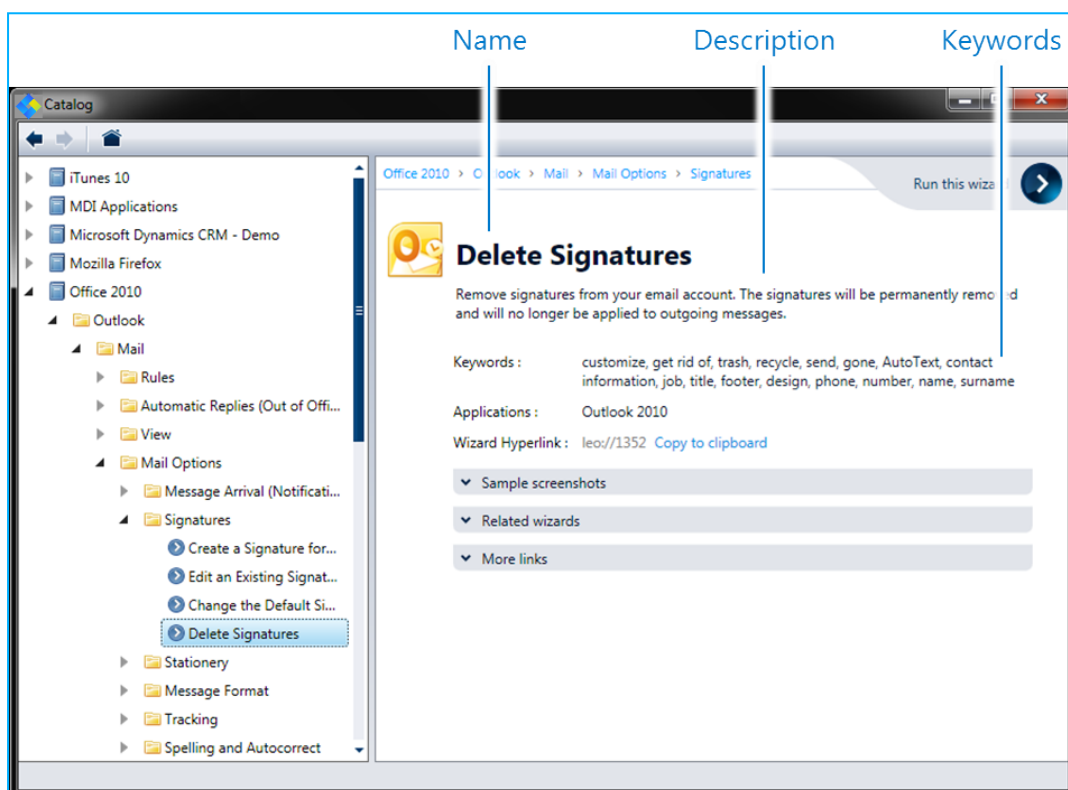 Name Description Keywords
Catalog
iTunes 10
MDI Applications
Microsoft Dynamics CRM - Demo
Mozilla Firefox
Office 2010
Outlook
Mail
Rules
Automatic Replies (Out of Offi...
View
Mail Options
Message Arrival (Notificati...
Signatures
Create a Signature for...
Edit an Existing Signat...
Change the Default Si...
Delete Signatures
Stationery
Message Format
Tracking
Spelling and Autocorrect
Office 2010 > Outlook > Mail > Mail Options > Signatures
Run this wizard
Delete Signatures
Remove signatures from your email account. The signatures will be permanently removed
and will no longer be applied to outgoing messages.
Keywords : customize, get rid of, trash, recycle, send, gone, AutoText, contact
information, job, title, footer, design, phone, number, name, surname
Applications : Outlook 2010
Wizard Hyperlink : leo://1352 Copy to clipboard
Sample screenshots
Related wizards
More links